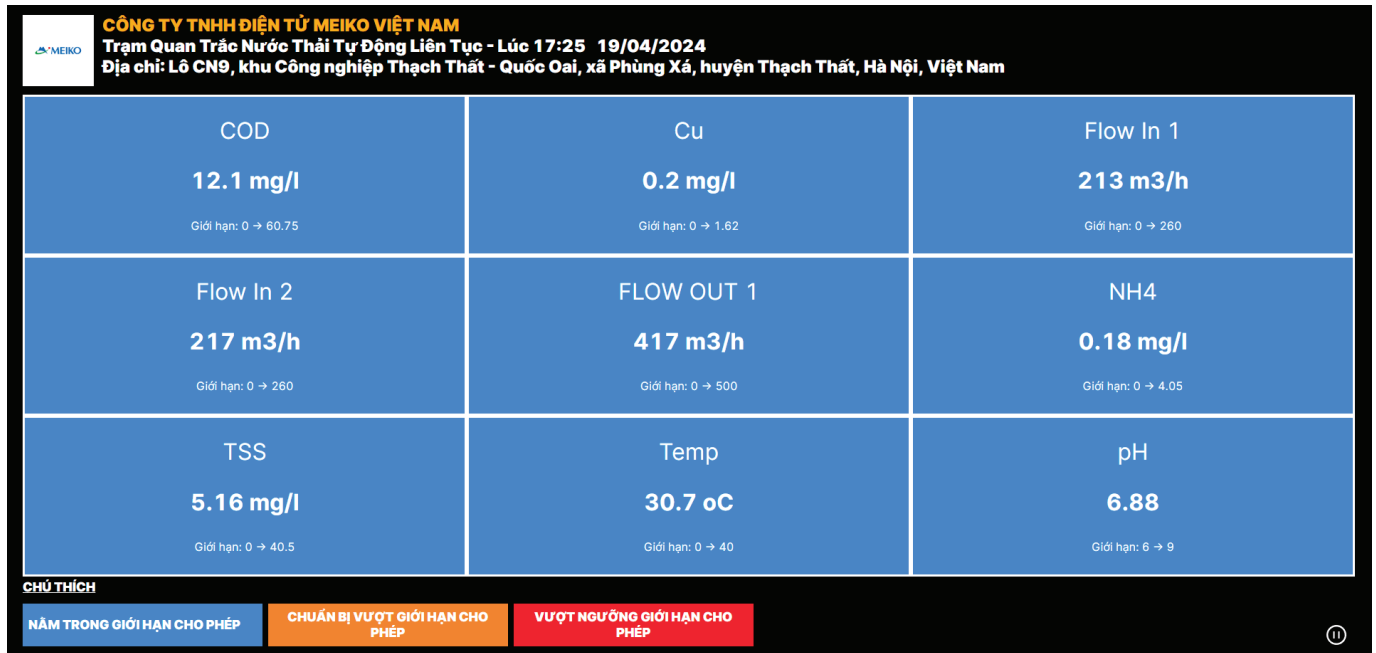 MEIKO
CÔNG TY TNHH ĐIỆN TỬ MEIKO VIỆT NAM
Trạm Quan Trắc Nước Thải Tự Động Liên Tục - Lúc 17:25 19/04/2024
Địa chỉ: Lô CN9, khu Công nghiệp Thạch Thất - Quốc Oai, xã Phùng Xá, huyện Thạch Thất, Hà Nội, Việt Nam
COD
12.1 mg/l
Giới hạn: 0 → 60.75
Cu
0.2 mg/l
Giới hạn: 0 → 1.62
Flow In 1
213 m3/h
Giới hạn: 0 → 260
Flow In 2
217 m3/h
Giới hạn: 0 → 260
FLOW OUT 1
417 m3/h
Giới hạn: 0 → 500
NH4
0.18 mg/l
Giới hạn: 0 → 4.05
TSS
5.16 mg/l
Giới hạn: 0 → 40.5
Temp
30.7 oC
Giới hạn: 0 → 40
pH
6.88
Giới hạn: 6 → 9
CHÚ THÍCH
NẰM TRONG GIỚI HẠN CHO PHÉP
CHUẨN BỊ VƯỢT GIỚI HẠN CHO
PHÉP
VƯỢT NGƯỠNG GIỚI HẠN CHO
PHÉP